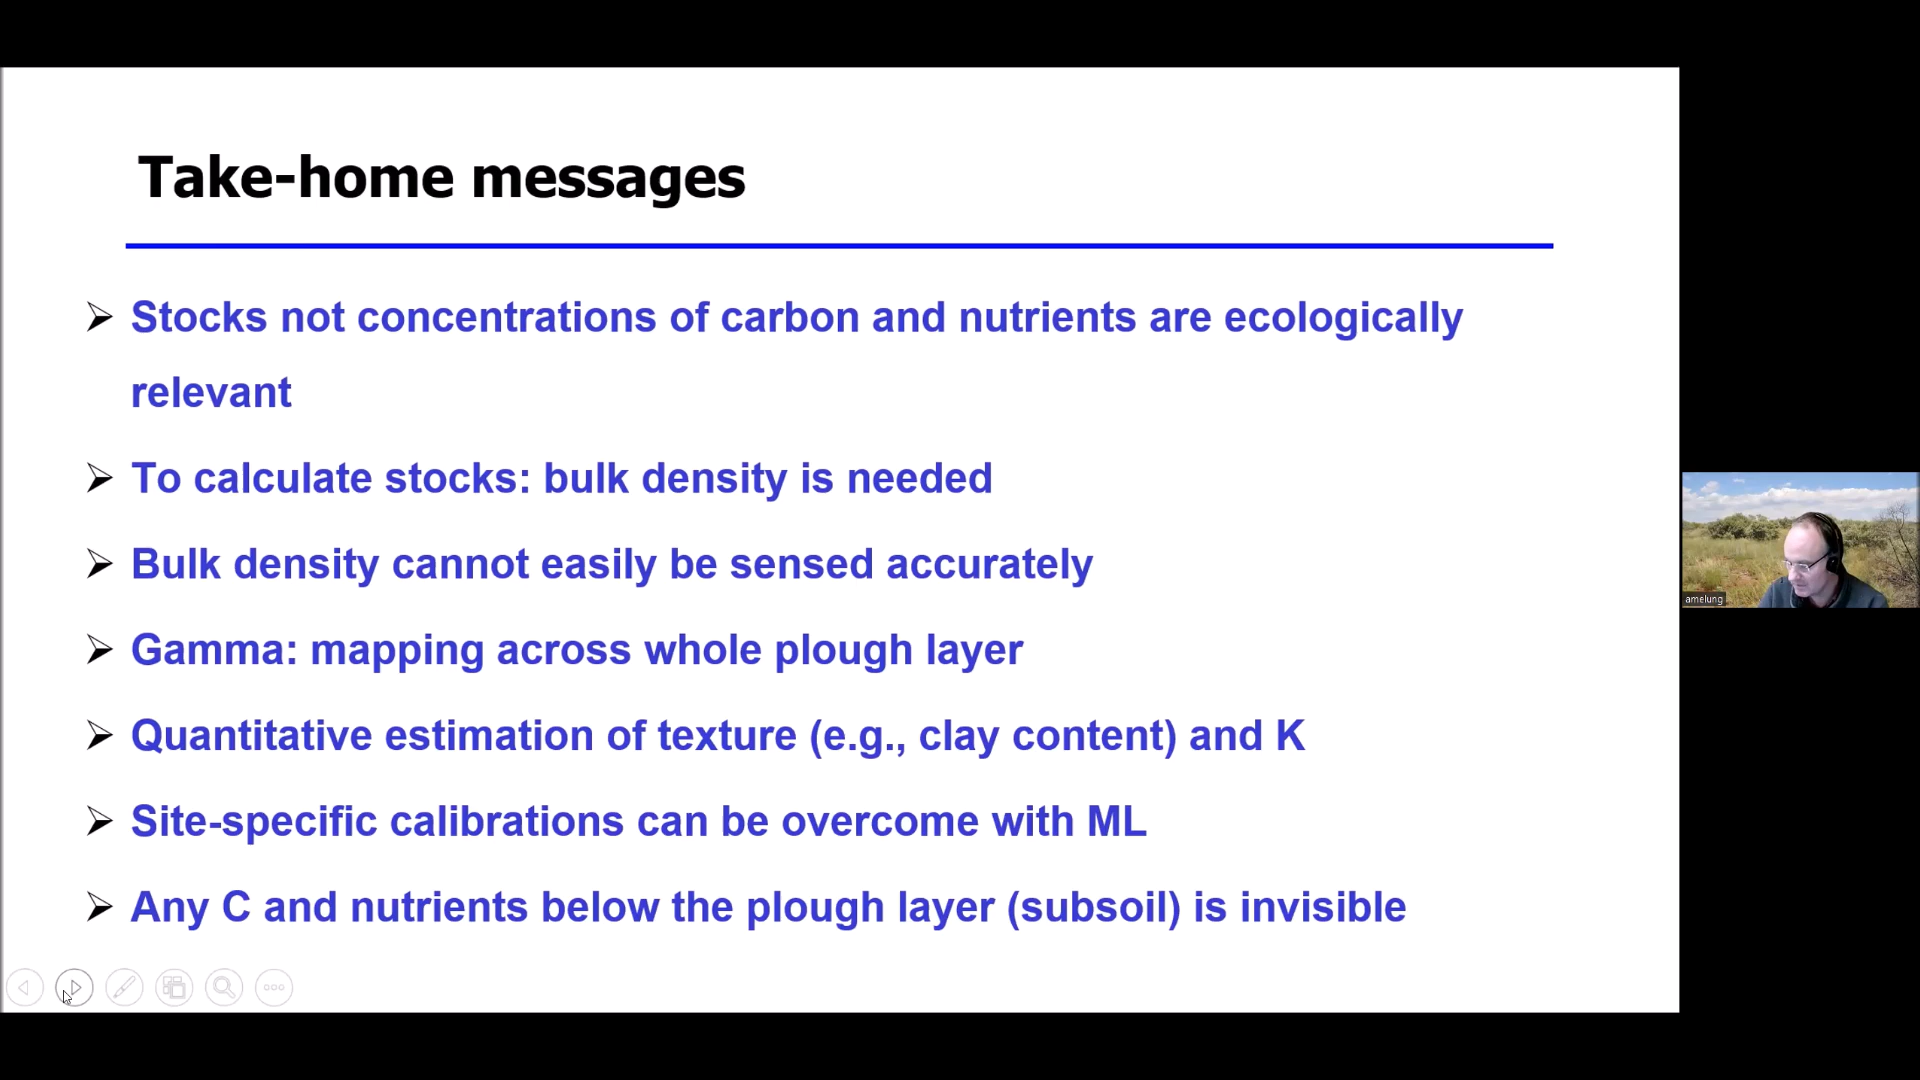 Take-home messages
Stocks not concentrations of carbon and nutrients are ecologically
relevant
To calculate stocks: bulk density is needed
Bulk density cannot easily be sensed accurately
Gamma: mapping across whole plough layer
Quantitative estimation of texture (e.g., clay content) and K
Site-specific calibrations can be overcome with ML
Any C and nutrients below the plough layer (subsoil) is invisible
amelung